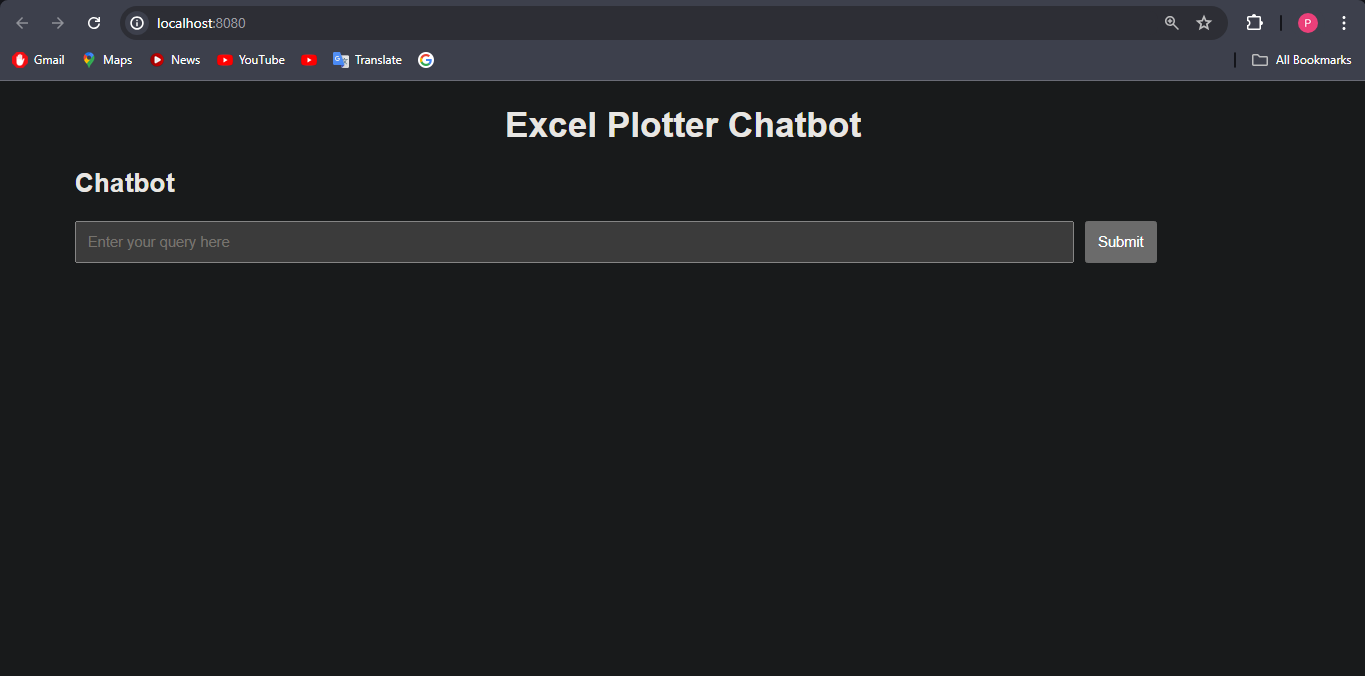 localhost:8080
P
Gmail Maps News YouTube Translate All Bookmarks
Excel Plotter Chatbot
Chatbot
Enter your query here Submit